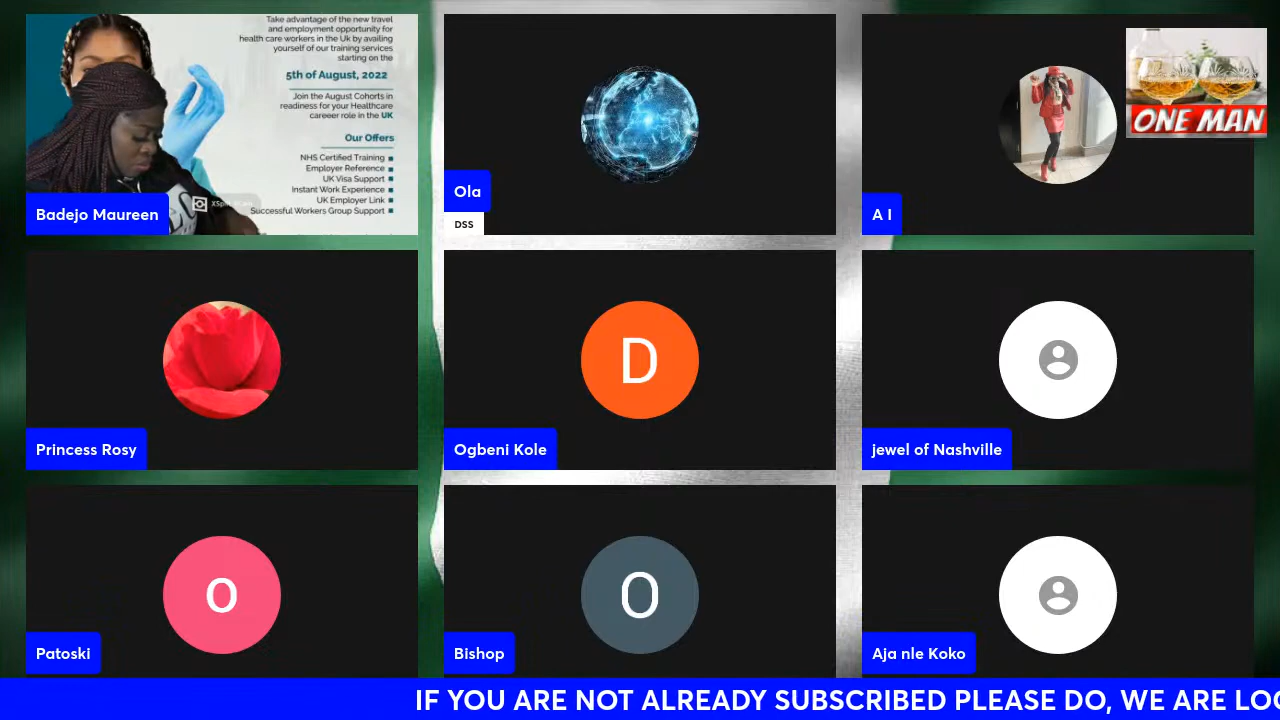 Take advantage of the new travel
and employment opportunity for
health care workers in the Uk by availing
yourself of our training services
starting on the
5th of August, 2022
Join the August Cohorts in
readiness for your Healthcare
careeer role in the UK
Our Offers
NHS Certified Training
Employer Reference
UK Visa Support
Instant Work Experience
UK Employer Link
Successful Workers Group Support
Badejo Maureen
Ola
DSS
A I
ONE MAN
Princess Rosy
D
Ogbeni Kole
jewel of Nashville
O
Patoski
O
Bishop
Aja nle Koko
IF YOU ARE NOT ALREADY SUBSCRIBED PLEASE DO, WE ARE